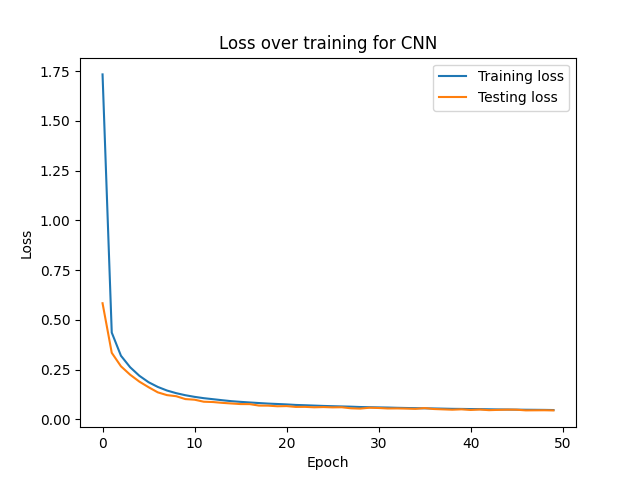 Loss over training for CNN
Training loss
Testing loss
1.75
1.50
1.25
1.00
0.75
0.50
0.25
0.00
Loss
0 10 20 30 40 50
Epoch